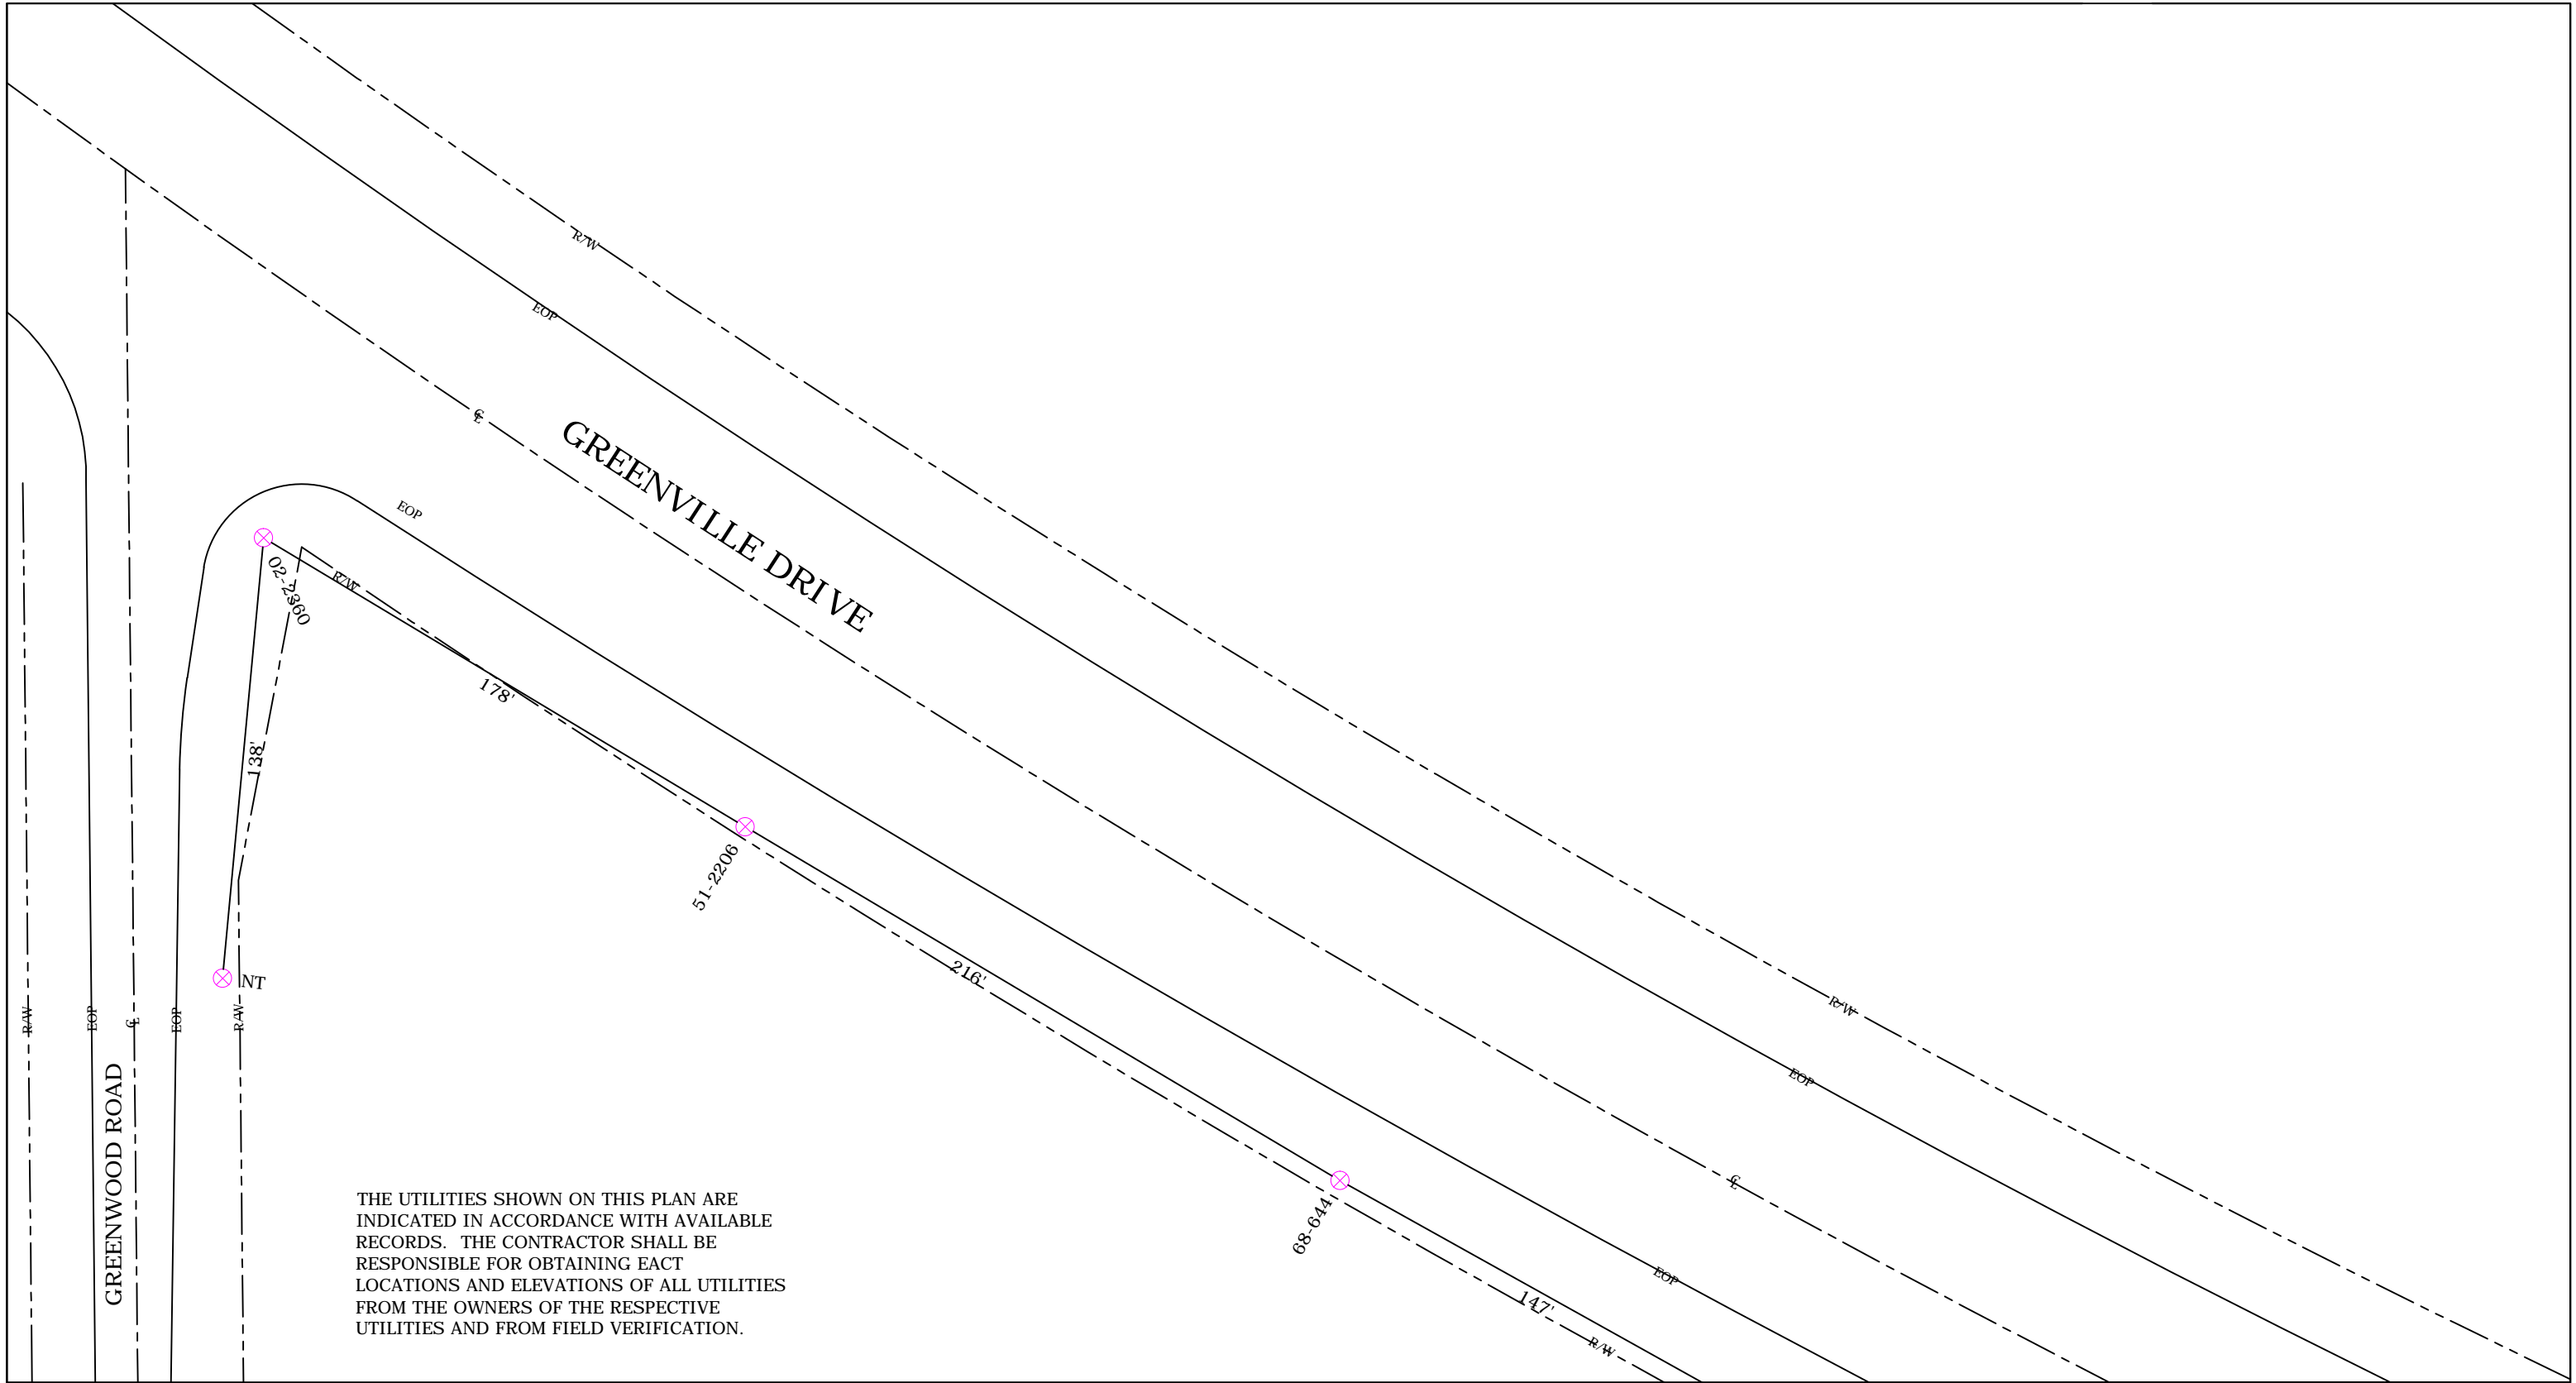 R/W
EOP
℄
GREENVILLE DRIVE
EOP
R/W
02-2360
178'
138'
51-2206
NT
216'
R/W
EOP
℄
EOP
R/W
R/W
EOP
℄
GREENWOOD ROAD
68-644
EOP
147'
R/W
THE UTILITIES SHOWN ON THIS PLAN ARE
INDICATED IN ACCORDANCE WITH AVAILABLE
RECORDS. THE CONTRACTOR SHALL BE
RESPONSIBLE FOR OBTAINING EACT
LOCATIONS AND ELEVATIONS OF ALL UTILITIES
FROM THE OWNERS OF THE RESPECTIVE
UTILITIES AND FROM FIELD VERIFICATION.